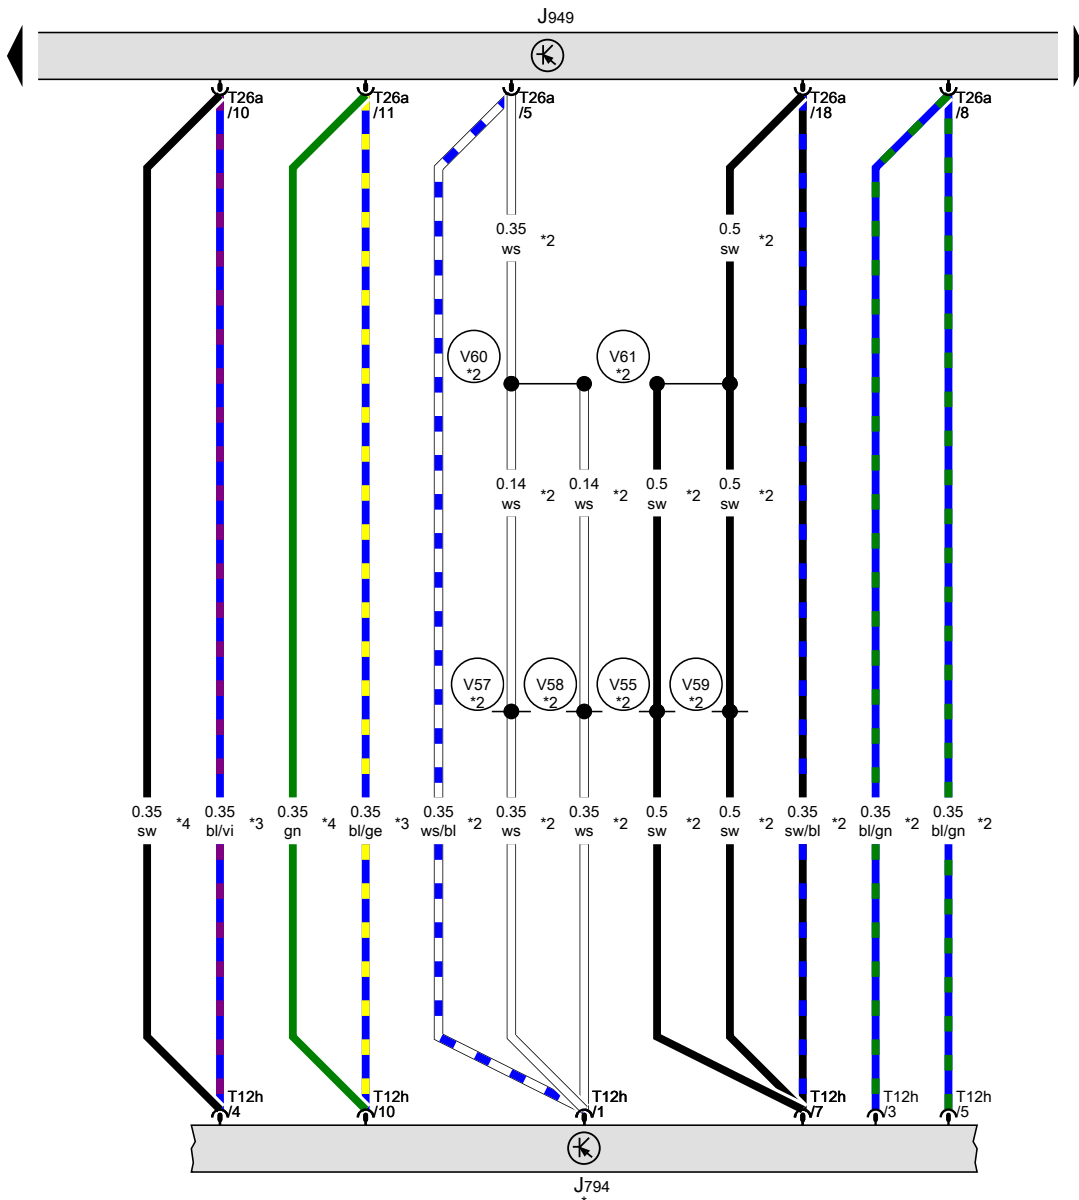 J949
T26a T26a T26a T26a T26a
/10 /11 /5 /18 /8
0.35 *2 0.5 *2
ws sw
V60 V61
*2 *2
0.14 *2 0.14 *2 0.5 *2 0.5 *2
ws ws sw sw
V57 V58 V55 V59
*2 *2 *2 *2
0.35 *4 0.35 *3 0.35 *4 0.35 *3 0.35 *2 0.35 *2 0.35 *2 0.5 *2 0.5 *2 0.35 *2 0.35 *2 0.35 *2
sw bl/vi gn bl/ge ws/bl ws ws sw sw sw/bl bl/gn bl/gn
T12h T12h T12h T12h T12h T12h
/4 /10 /1 /7 /3 /5
J794
*